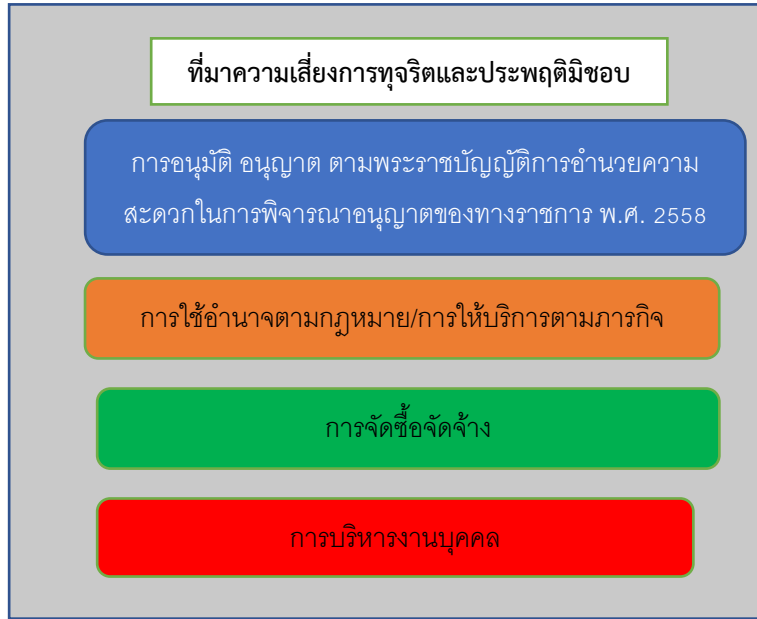 ที่มาความเสี่ยงการทุจริตและประพฤติมิชอบ
การอนุมัติ อนุญาต ตามพระราชบัญญัติการอำนวยความ
สะดวกในการพิจารณาอนุญาตของทางราชการ พ.ศ. 2558
การใช้อำนาจตามกฎหมาย/การให้บริการตามภารกิจ
การจัดซื้อจัดจ้าง
การบริหารงานบุคคล